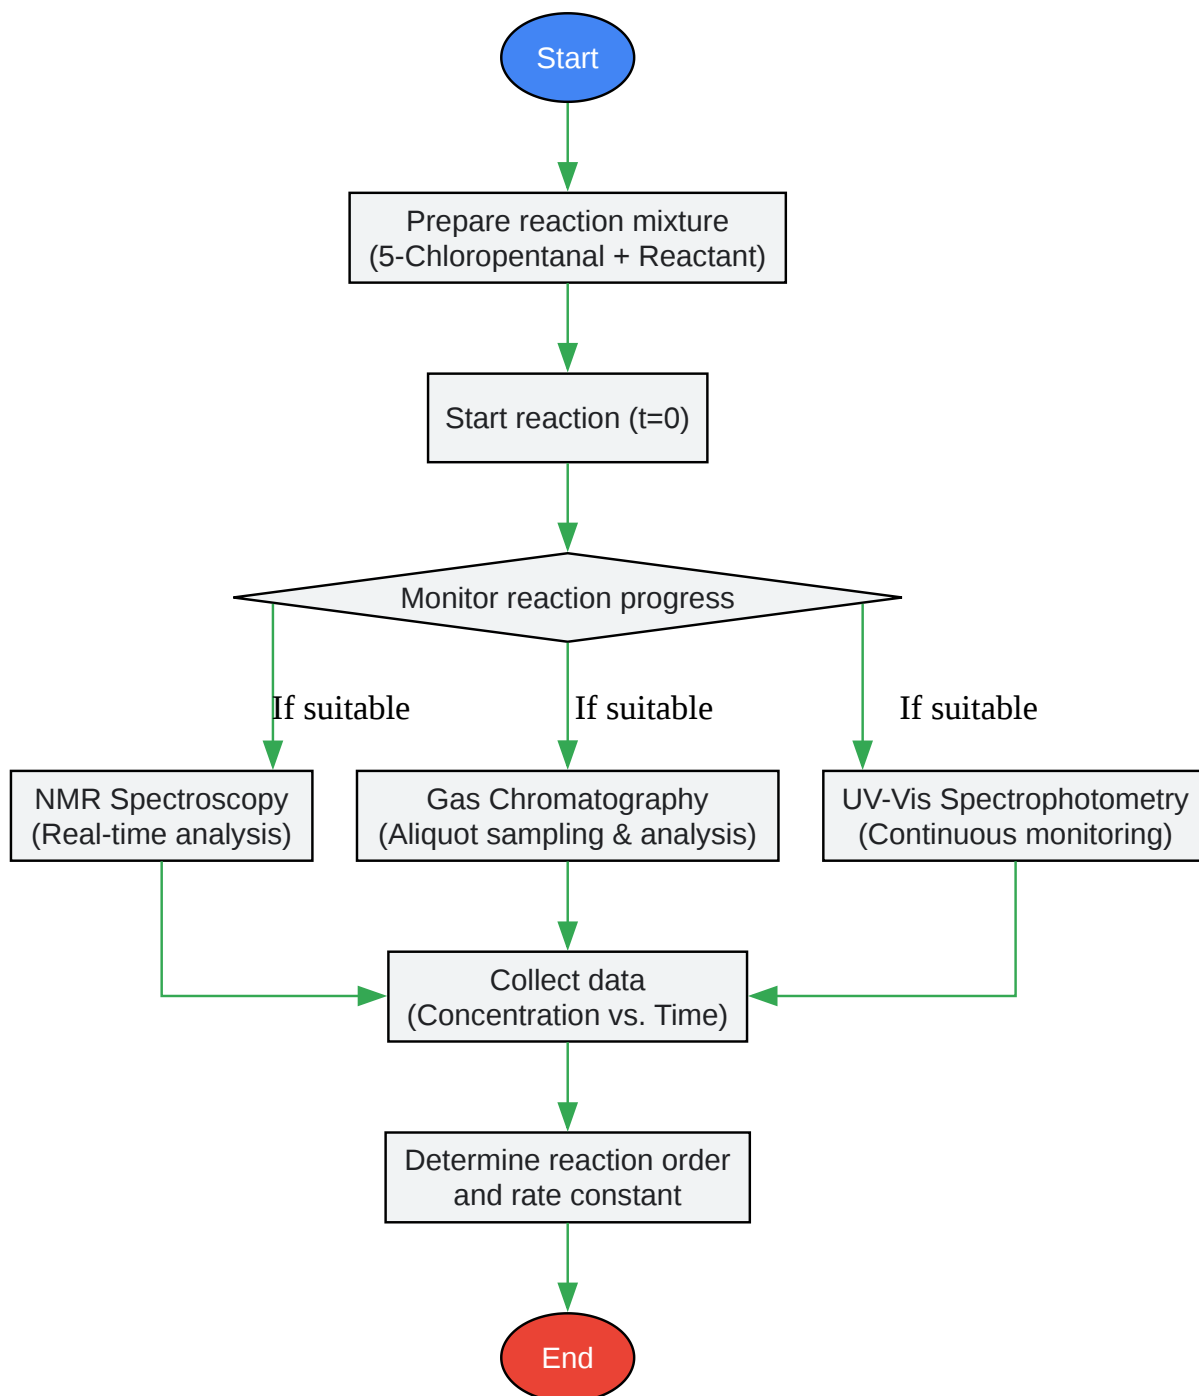 Start
Prepare reaction mixture
(5-Chloropentanal + Reactant)
Start reaction (t=0)
Monitor reaction progress
If suitable
If suitable
If suitable
NMR Spectroscopy
(Real-time analysis)
Gas Chromatography
(Aliquot sampling & analysis)
UV-Vis Spectrophotometry
(Continuous monitoring)
Collect data
(Concentration vs. Time)
Determine reaction order
and rate constant
End